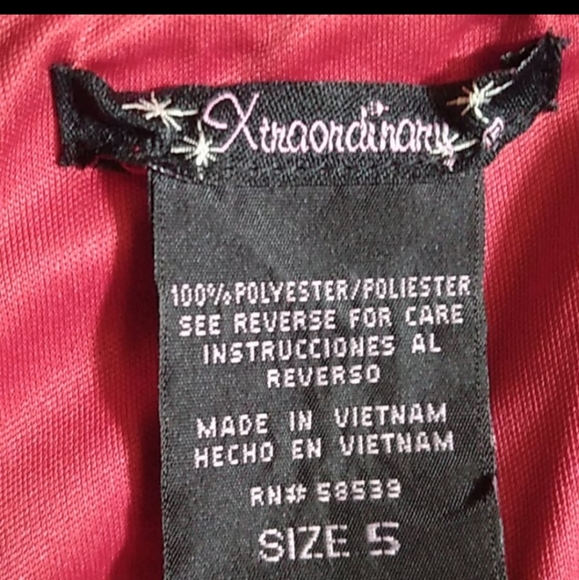 Xtraordinary
100% POLYESTER/POLIESTER
SEE REVERSE FOR CARE
INSTRUCCIONES AL
REVERSO
MADE IN VIETNAM
HECHO EN VIETNAM
RN# 58539
SIZE 5